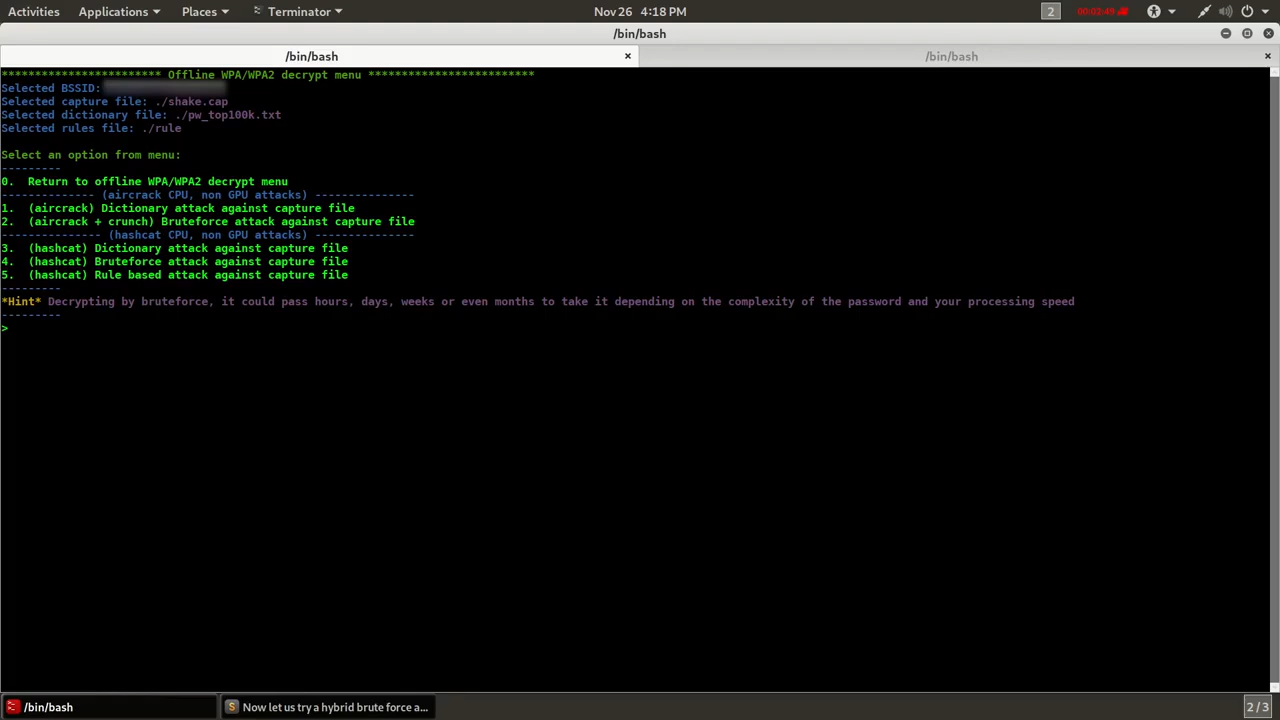 Activities Applications Places Terminator Nov 26 4:18 PM 2 00:02:49
/bin/bash
/bin/bash × /bin/bash ×
************************ Offline WPA/WPA2 decrypt menu *************************
Selected BSSID:
Selected capture file: ./shake.cap
Selected dictionary file: ./pw_top100k.txt
Selected rules file: ./rule
Select an option from menu:
---------
0.  Return to offline WPA/WPA2 decrypt menu
-------------- (aircrack CPU, non GPU attacks) ---------------
1.  (aircrack) Dictionary attack against capture file
2.  (aircrack + crunch) Bruteforce attack against capture file
--------------- (hashcat CPU, non GPU attacks) ---------------
3.  (hashcat) Dictionary attack against capture file
4.  (hashcat) Bruteforce attack against capture file
5.  (hashcat) Rule based attack against capture file
---------
*Hint* Decrypting by bruteforce, it could pass hours, days, weeks or even months to take it depending on the complexity of the password and your processing speed
---------
>
/bin/bash S Now let us try a hybrid brute force a... 2 / 3